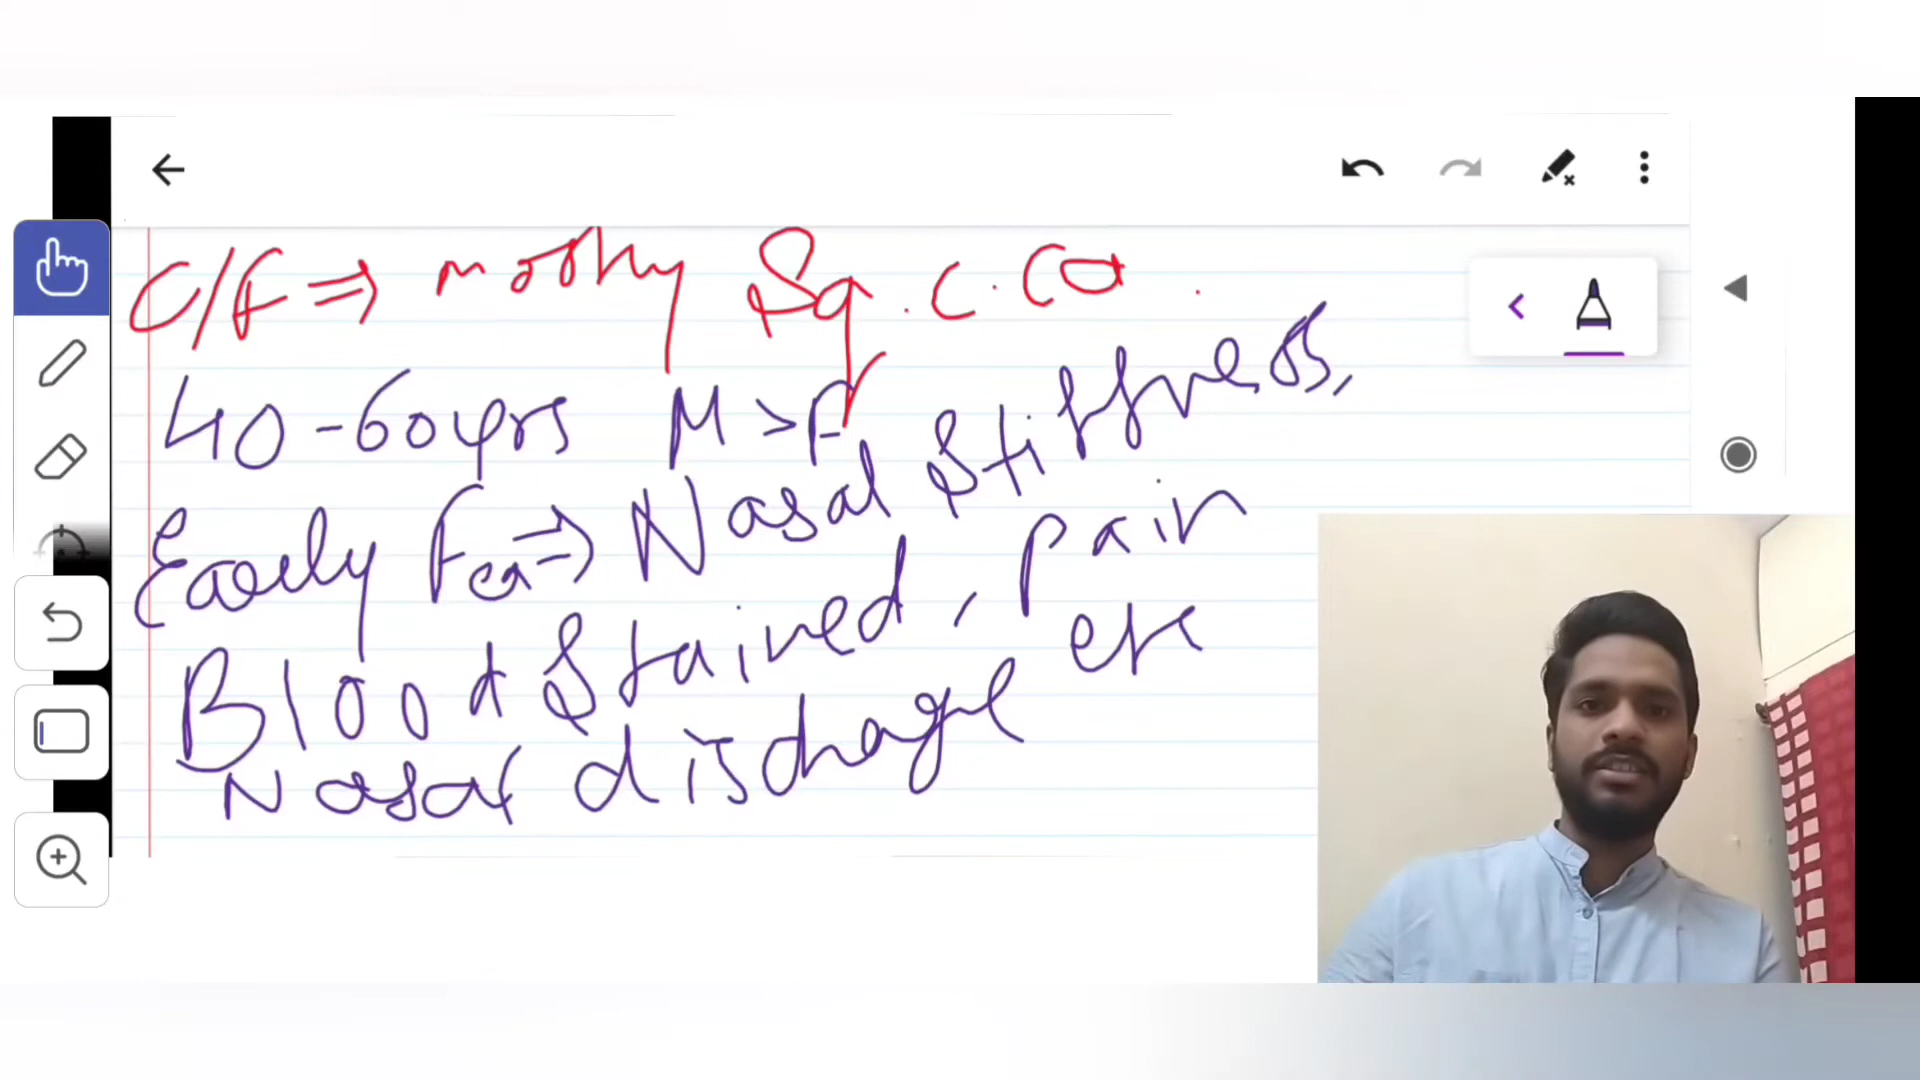 C/F ⇒ mostly Sq. C. Ca.
40-60yrs M > F
Early Fea ⇒ Nasal stiffness,
Blood stained, pain
Nasal discharge etc